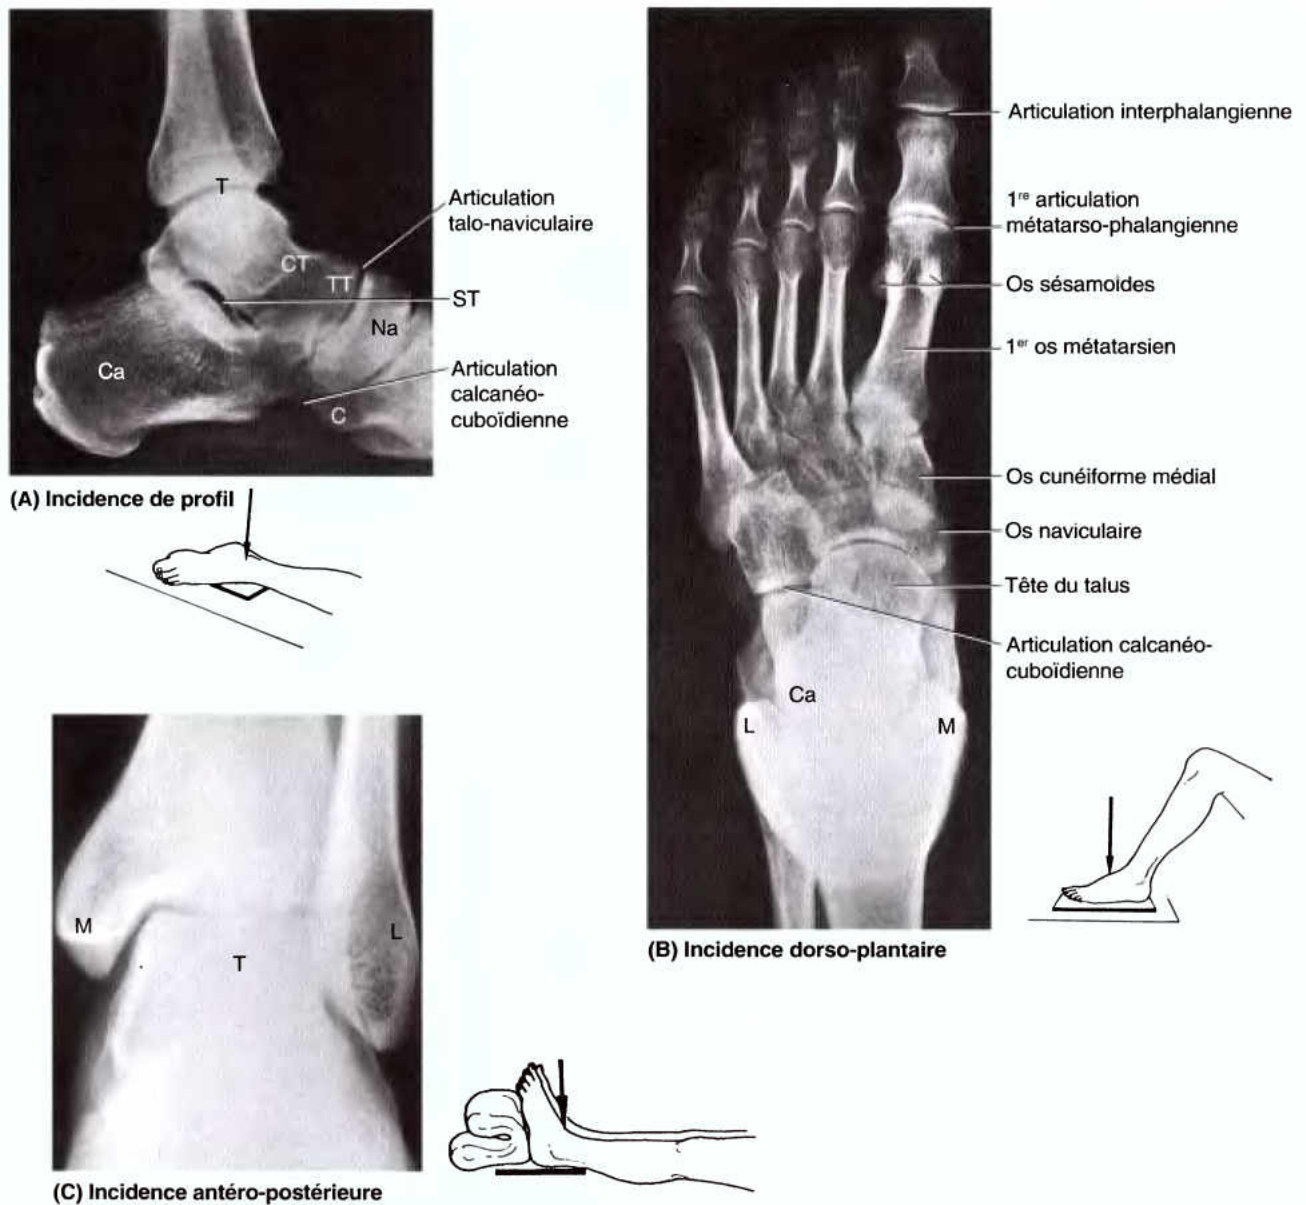 T
CT
TT
Na
Ca
C
Articulation
talo-naviculaire
ST
Articulation
calcanéo-
cuboïdienne
(A) Incidence de profil
Articulation interphalangienne
1re articulation
métatarso-phalangienne
Os sésamoides
1er os métatarsien
Os cunéiforme médial
Os naviculaire
Tête du talus
Articulation calcanéo-
cuboïdienne
Ca
L
M
(B) Incidence dorso-plantaire
M
T
L
(C) Incidence antéro-postérieure